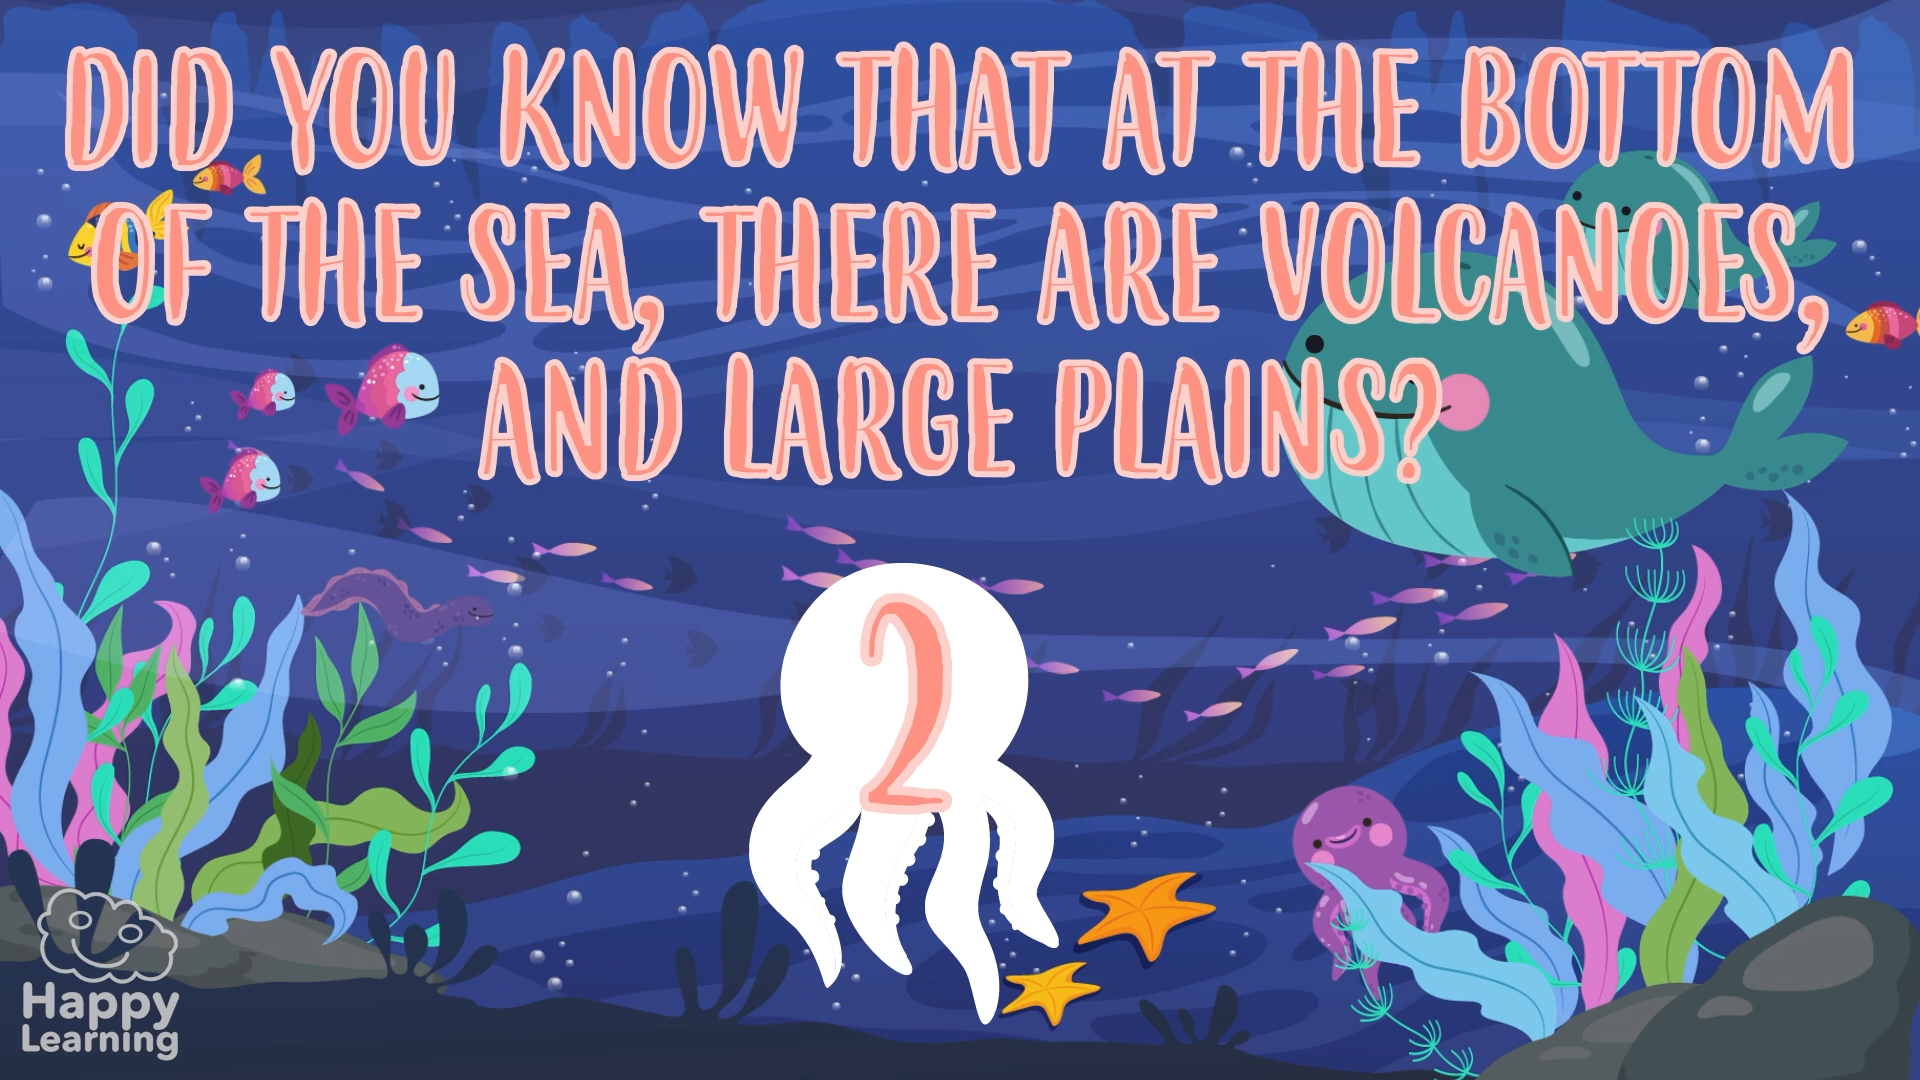 DID YOU KNOW THAT AT THE BOTTOM
OF THE SEA, THERE ARE VOLCANOES,
AND LARGE PLAINS?
2
Happy
Learning